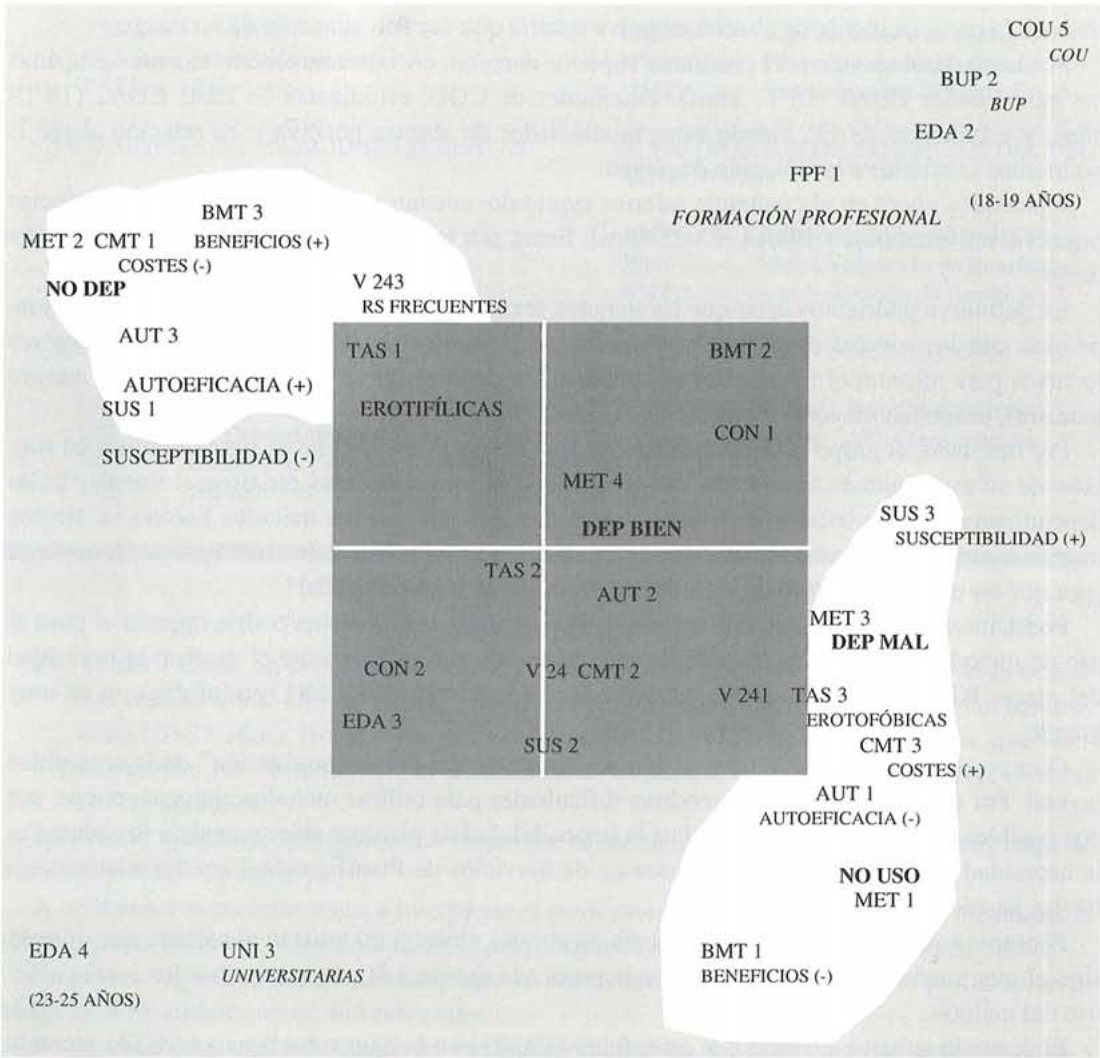 COU 5
COU
BUP 2
BUP
EDA 2
FPF 1
(18-19 AÑOS)
FORMACIÓN PROFESIONAL
BMT 3
MET 2 CMT 1 BENEFICIOS (+)
COSTES (-)
NO DEP
V 243
RS FRECUENTES
AUT 3
TAS 1
BMT 2
AUTOEFICACIA (+)
SUS 1
EROTIFÍLICAS
CON 1
SUSCEPTIBILIDAD (-)
MET 4
SUS 3
DEP BIEN
SUSCEPTIBILIDAD (+)
TAS 2
AUT 2
MET 3
DEP MAL
CON 2
V 24 CMT 2
V 241 TAS 3
EDA 3
EROTOFÓBICAS
SUS 2
CMT 3
COSTES (+)
AUT 1
AUTOEFICACIA (-)
NO USO
MET 1
EDA 4
UNI 3
BMT 1
UNIVERSITARIAS
BENEFICIOS (-)
(23-25 AÑOS)